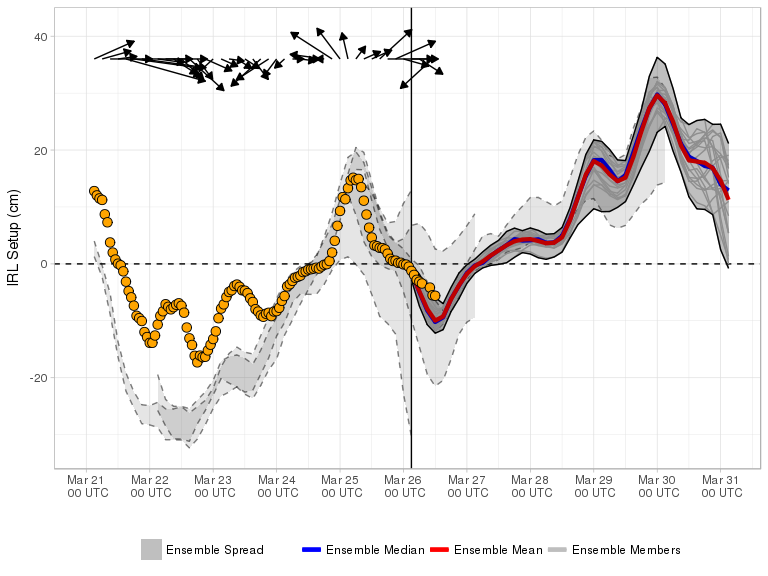 40
20
0
-20
IRL Setup (cm)
Mar 21 Mar 22 Mar 23 Mar 24 Mar 25 Mar 26 Mar 27 Mar 28 Mar 29 Mar 30 Mar 31
00 UTC 00 UTC 00 UTC 00 UTC 00 UTC 00 UTC 00 UTC 00 UTC 00 UTC 00 UTC 00 UTC
Ensemble Spread Ensemble Median Ensemble Mean Ensemble Members